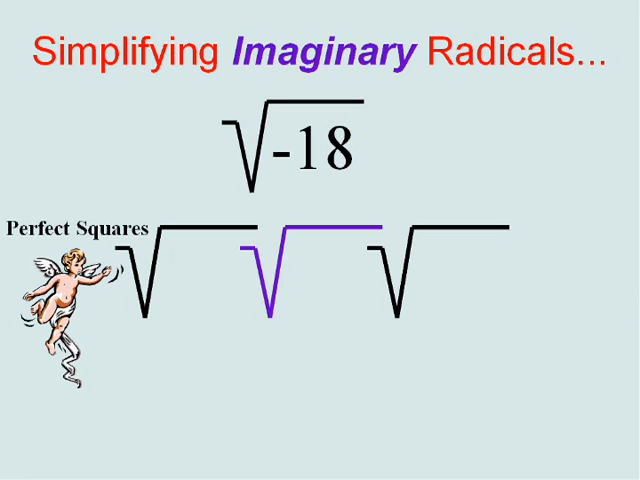 Simplifying Imaginary Radicals...
√-18
Perfect Squares √ √ √